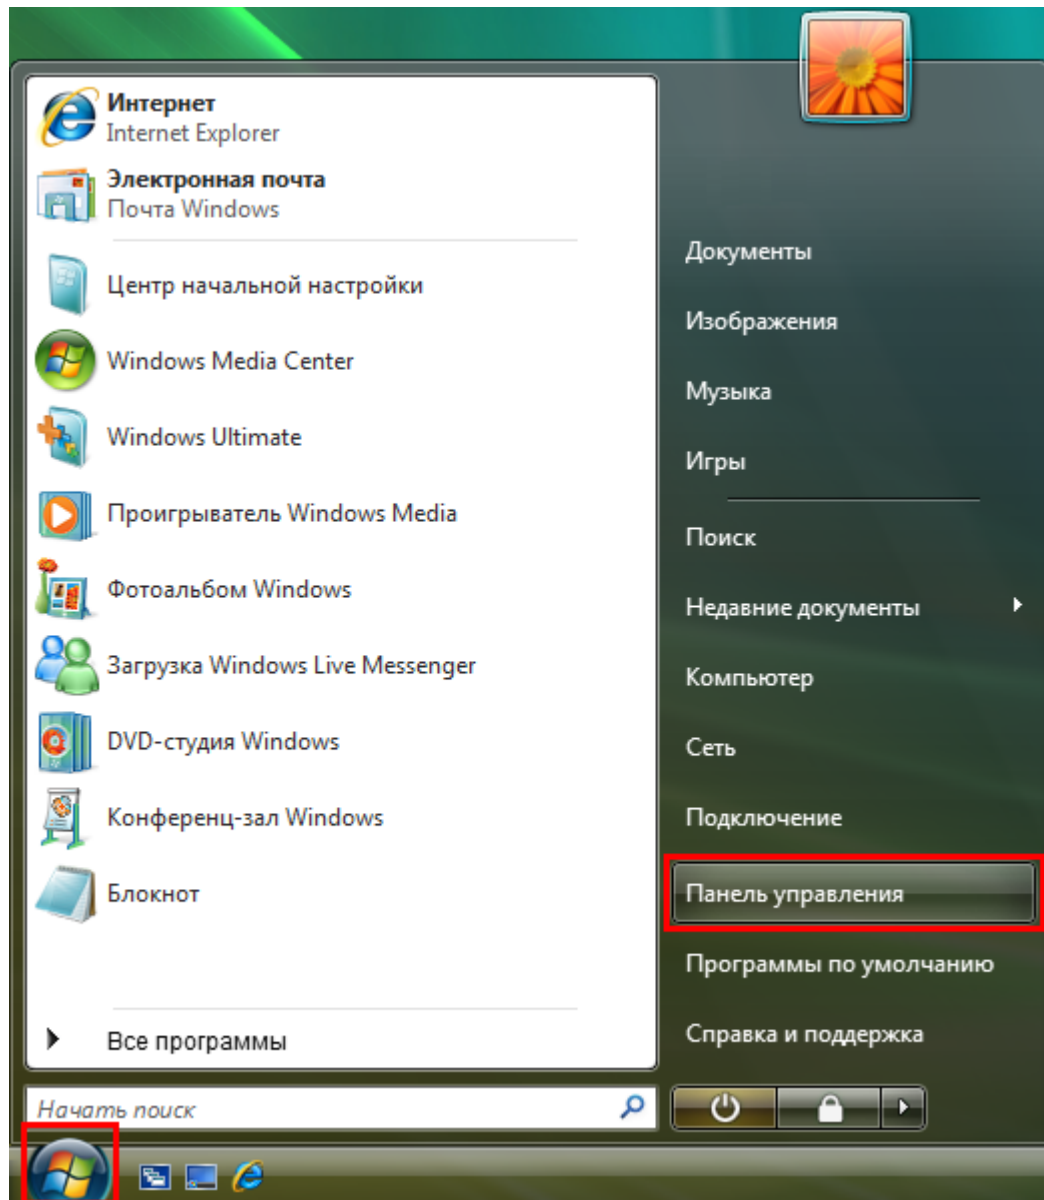 Интернет
Internet Explorer
Электронная почта
Почта Windows
Центр начальной настройки
Windows Media Center
Windows Ultimate
Проигрыватель Windows Media
Фотоальбом Windows
Загрузка Windows Live Messenger
DVD-студия Windows
Конференц-зал Windows
Блокнот
Все программы
Начать поиск
Документы
Изображения
Музыка
Игры
Поиск
Недавние документы
Компьютер
Сеть
Подключение
Панель управления
Программы по умолчанию
Справка и поддержка